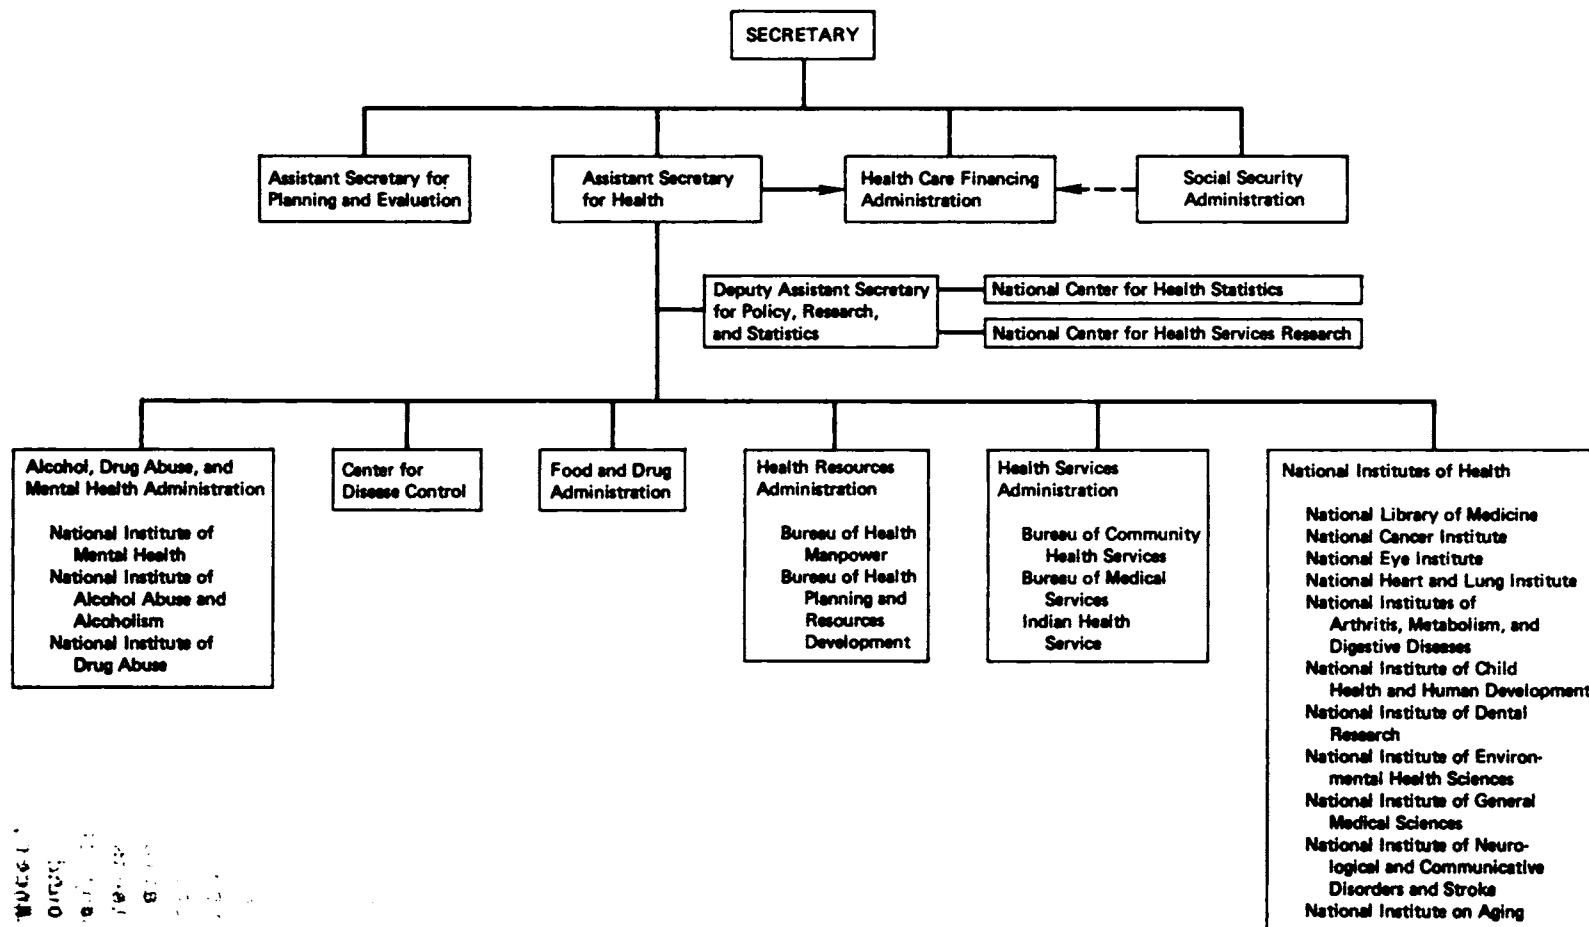 SECRETARY
Assistant Secretary for
Planning and Evaluation
Assistant Secretary
for Health
Health Care Financing
Administration
Social Security
Administration
Deputy Assistant Secretary
for Policy, Research,
and Statistics
National Center for Health Statistics
National Center for Health Services Research
Alcohol, Drug Abuse, and
Mental Health Administration
National Institute of
Mental Health
National Institute of
Alcohol Abuse and
Alcoholism
National Institute of
Drug Abuse
Center for
Disease Control
Food and Drug
Administration
Health Resources
Administration
Bureau of Health
Manpower
Bureau of Health
Planning and
Resources
Development
Health Services
Administration
Bureau of Community
Health Services
Bureau of Medical
Services
Indian Health
Service
National Institutes of Health
National Library of Medicine
National Cancer Institute
National Eye Institute
National Heart and Lung Institute
National Institutes of
Arthritis, Metabolism, and
Digestive Diseases
National Institute of Child
Health and Human Development
National Institute of Dental
Research
National Institute of Environ-
mental Health Sciences
National Institute of General
Medical Sciences
National Institute of Neuro-
logical and Communicative
Disorders and Stroke
National Institute on Aging